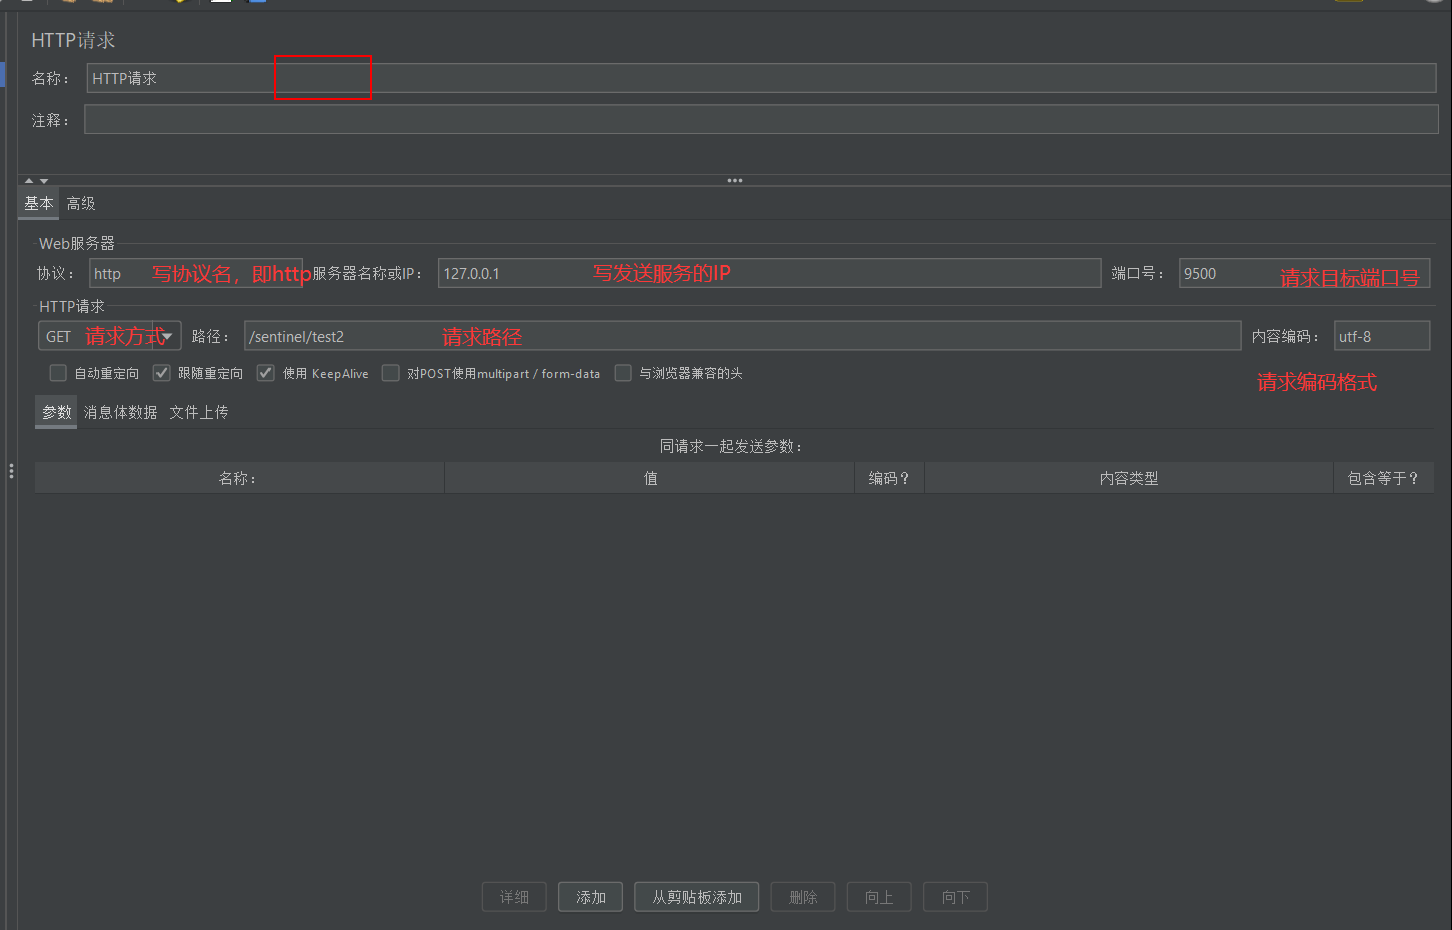 HTTP请求
名称： HTTP请求
注释：
基本 高级
Web服务器
协议： http 写协议名，即http 服务器名称或IP： 127.0.0.1 写发送服务的IP 端口号： 9500 请求目标端口号
HTTP请求
GET 请求方式 路径： /sentinel/test2 请求路径 内容编码： utf-8
自动重定向 跟随重定向 使用 KeepAlive 对POST使用multipart / form-data 与浏览器兼容的头
请求编码格式
参数 消息体数据 文件上传
同请求一起发送参数：
名称： 值 编码？ 内容类型 包含等于？
详细 添加 从剪贴板添加 删除 向上 向下